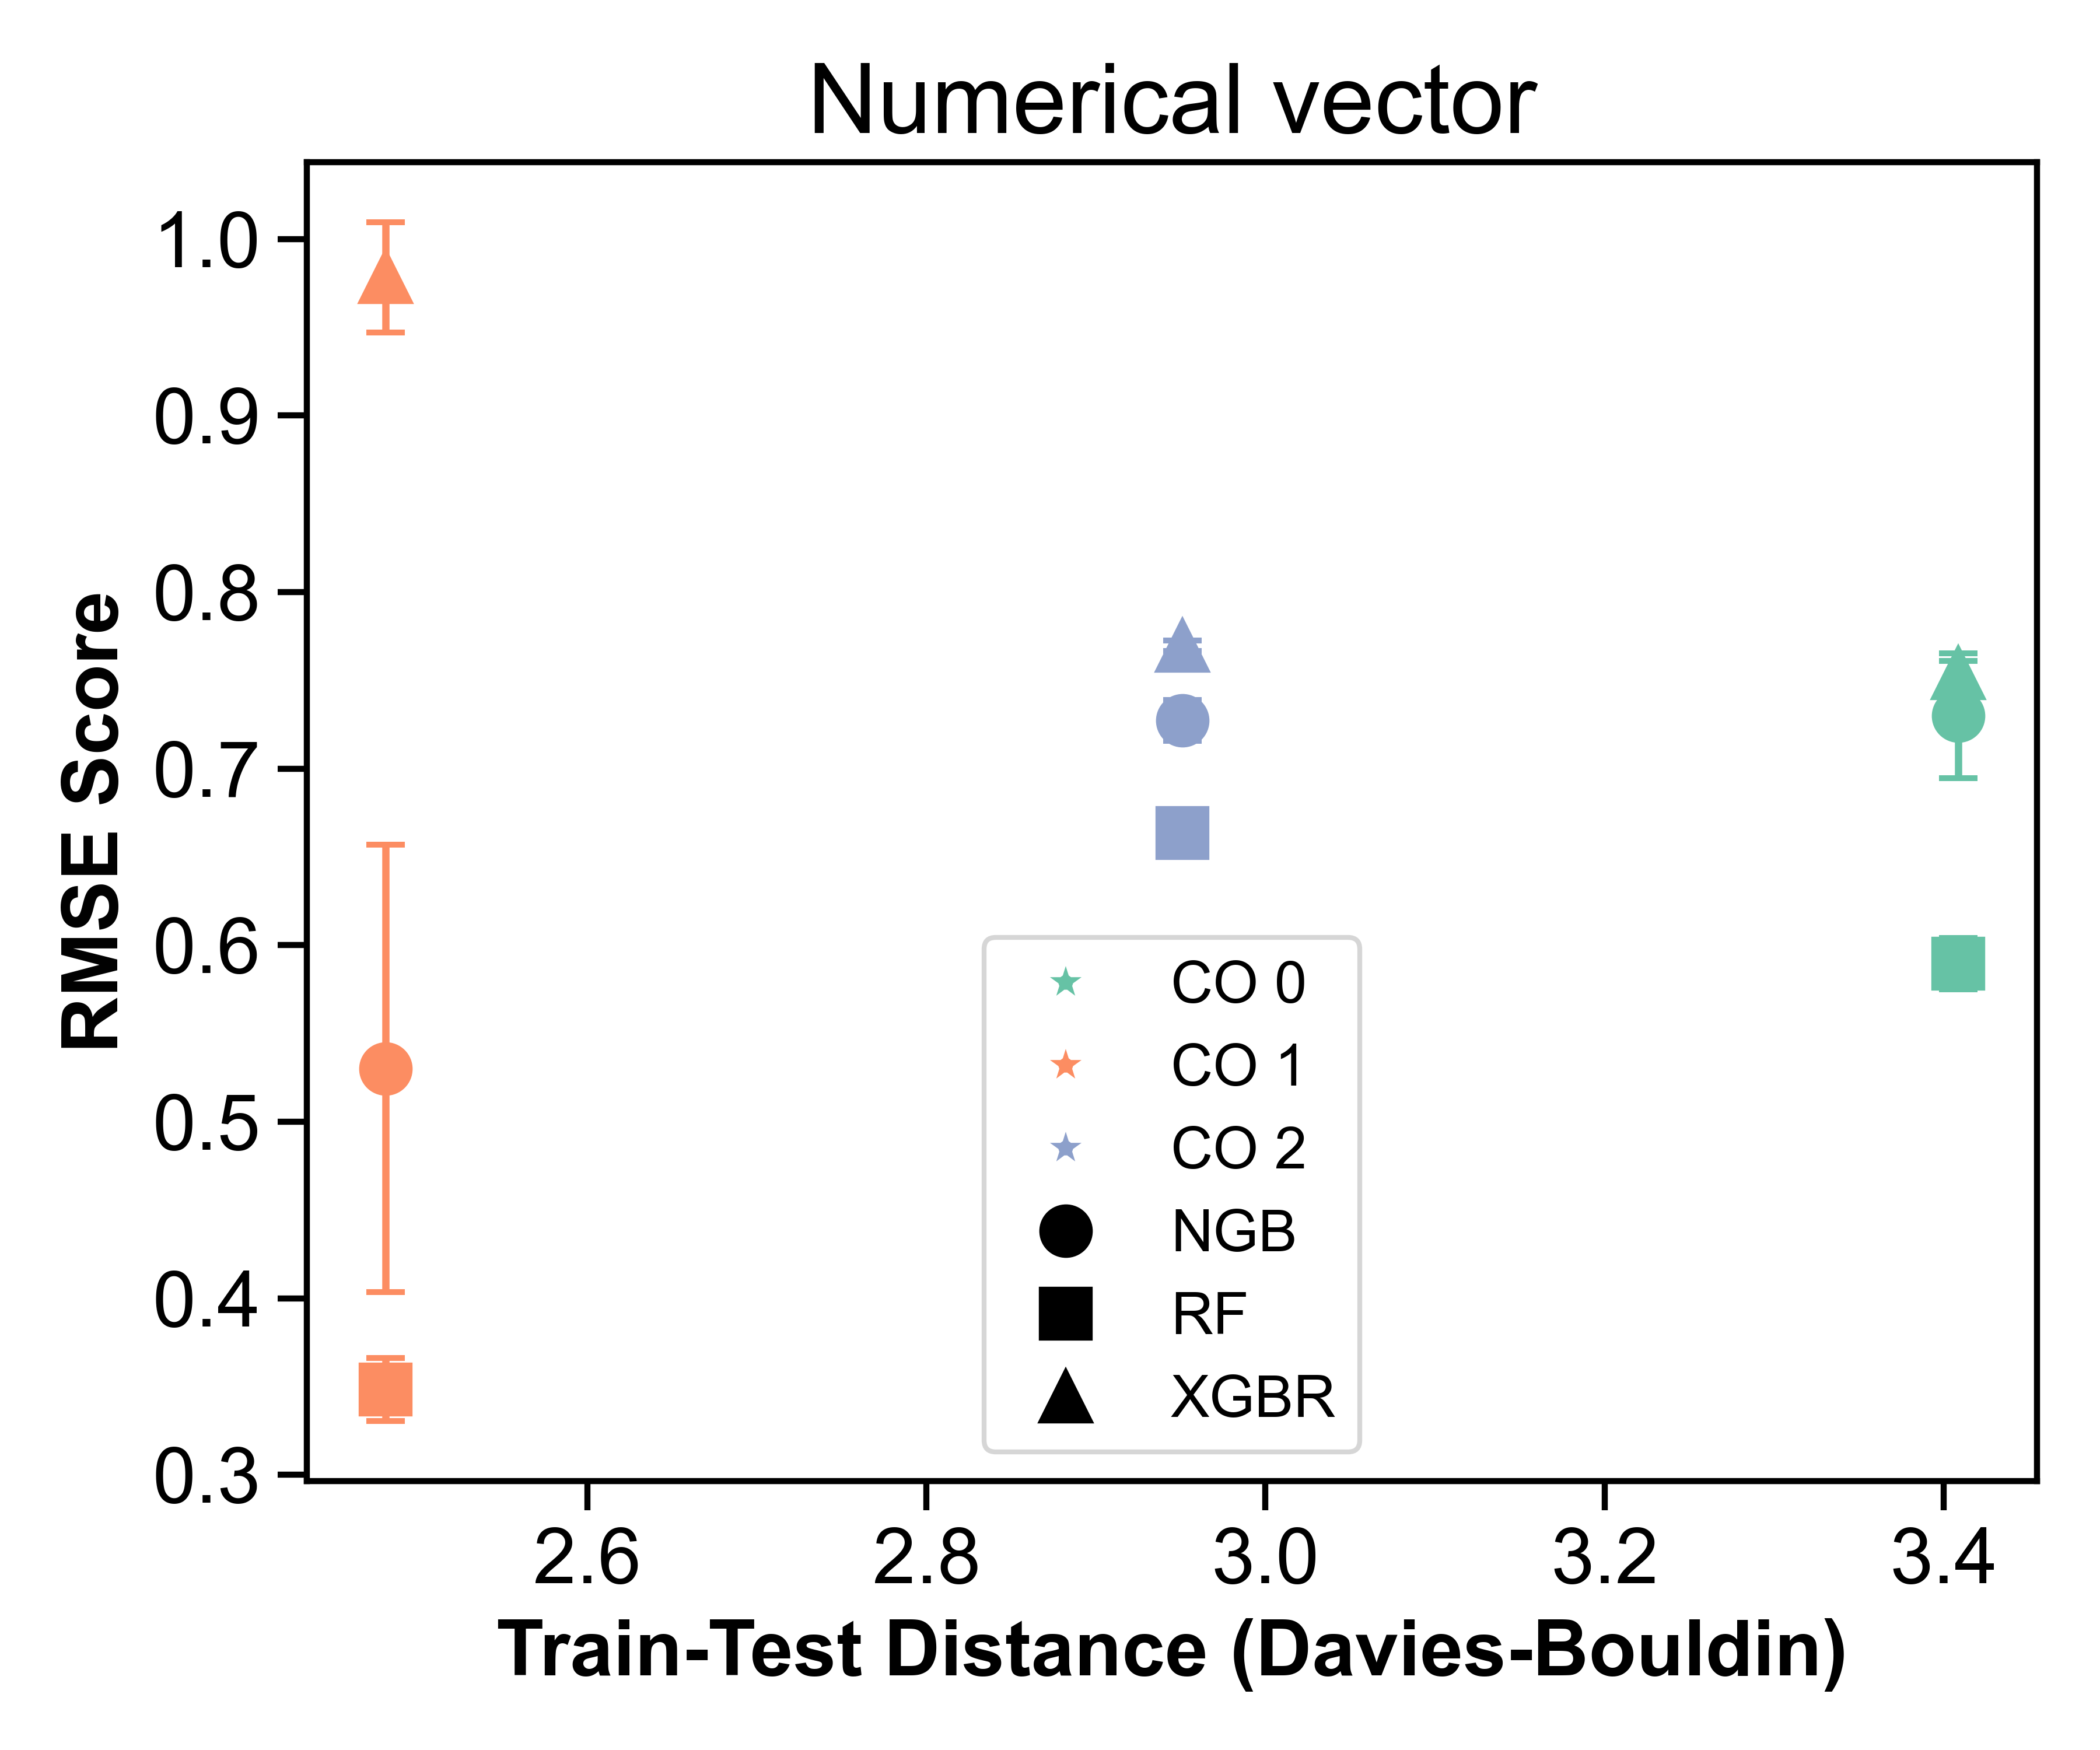 Numerical vector
RMSE Score
1.0
0.9
0.8
0.7
0.6
0.5
0.4
0.3
CO 0
CO 1
CO 2
NGB
RF
XGBR
2.6 2.8 3.0 3.2 3.4
Train-Test Distance (Davies-Bouldin)